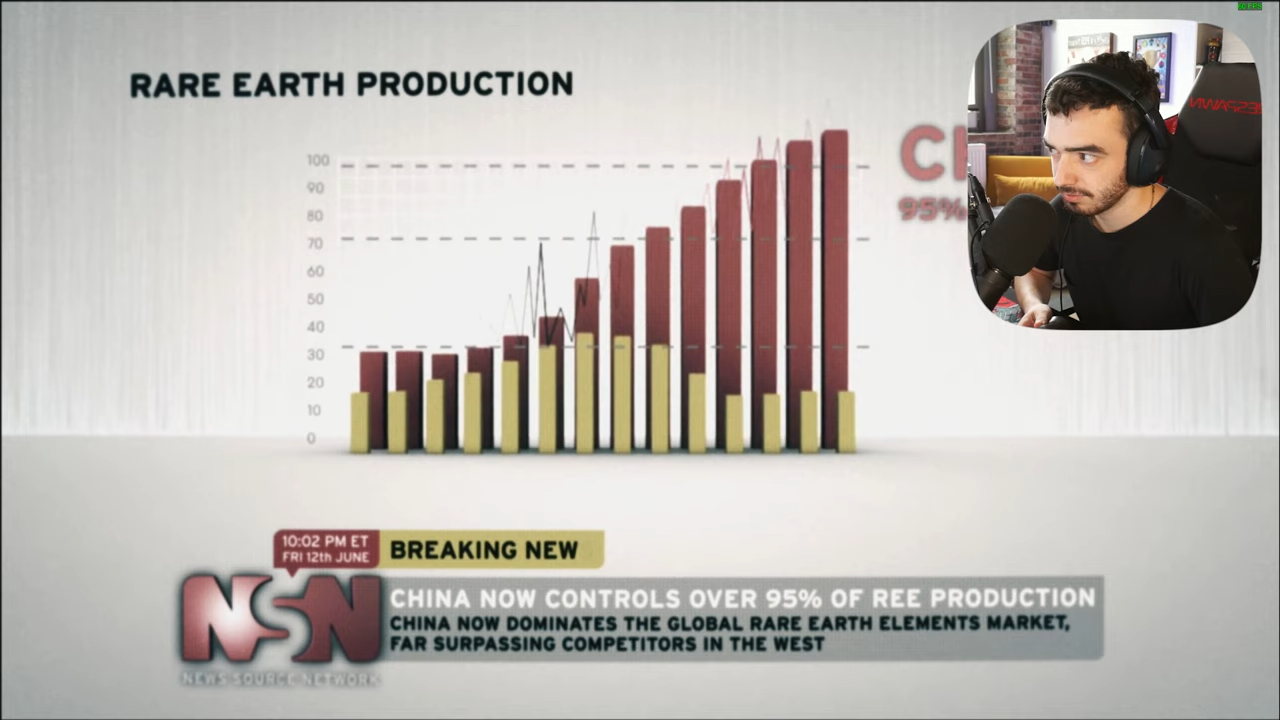 RARE EARTH PRODUCTION
100
90
80
70
60
50
40
30
20
10
0
95%
10:02 PM ET
FRI 12th JUNE
BREAKING NEW
NSN
NEWS SOURCE NETWORK
CHINA NOW CONTROLS OVER 95% OF REE PRODUCTION
CHINA NOW DOMINATES THE GLOBAL RARE EARTH ELEMENTS MARKET,
FAR SURPASSING COMPETITORS IN THE WEST